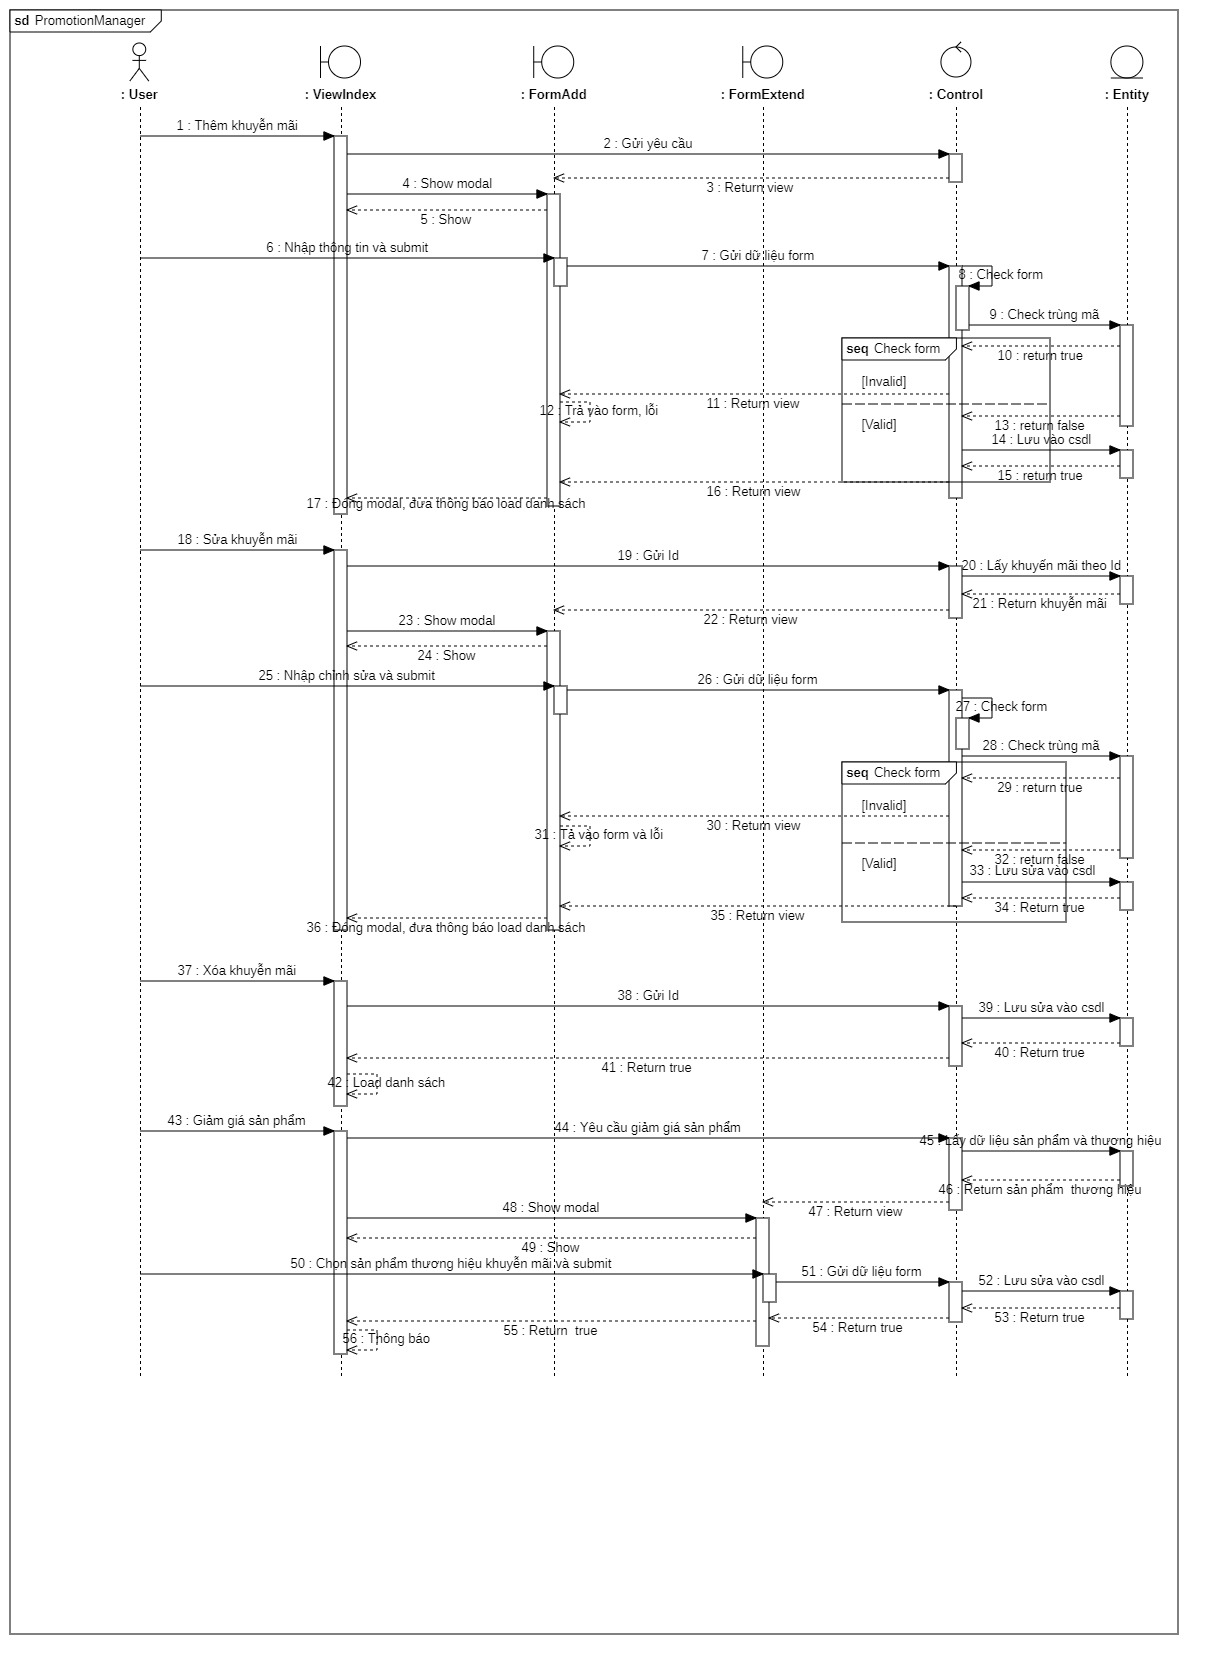 sd PromotionManager
: User
: ViewIndex
: FormAdd
: FormExtend
: Control
: Entity
1 : Thêm khuyễn mãi
2 : Gửi yêu cầu
3 : Return view
4 : Show modal
5 : Show
6 : Nhập thông tin và submit
7 : Gửi dữ liệu form
8 : Check form
9 : Check trùng mã
seq Check form
10 : return true
[Invalid]
11 : Return view
12 : Trả vào form, lỗi
[Valid]
13 : return false
14 : Lưu vào csdl
15 : return true
16 : Return view
17 : Đóng modal, đưa thông báo load danh sách
18 : Sửa khuyễn mãi
19 : Gửi Id
20 : Lấy khuyến mãi theo Id
21 : Return khuyễn mãi
22 : Return view
23 : Show modal
24 : Show
25 : Nhập chỉnh sửa và submit
26 : Gửi dữ liệu form
27 : Check form
28 : Check trùng mã
seq Check form
29 : return true
[Invalid]
30 : Return view
31 : Tả vào form và lỗi
32 : return false
[Valid]
33 : Lưu sửa vào csdl
34 : Return true
35 : Return view
36 : Đóng modal, đưa thông báo load danh sách
37 : Xóa khuyễn mãi
38 : Gửi Id
39 : Lưu sửa vào csdl
40 : Return true
41 : Return true
42 : Load danh sách
43 : Giảm giá sản phẩm
44 : Yêu cầu giảm giá sản phẩm
45 : Lấy dữ liệu sản phẩm và thương hiệu
46 : Return sản phẩm  thương hiệu
47 : Return view
48 : Show modal
49 : Show
50 : Chọn sản phẩm thương hiệu khuyễn mãi và submit
51 : Gửi dữ liệu form
52 : Lưu sửa vào csdl
53 : Return true
54 : Return true
55 : Return  true
56 : Thông báo